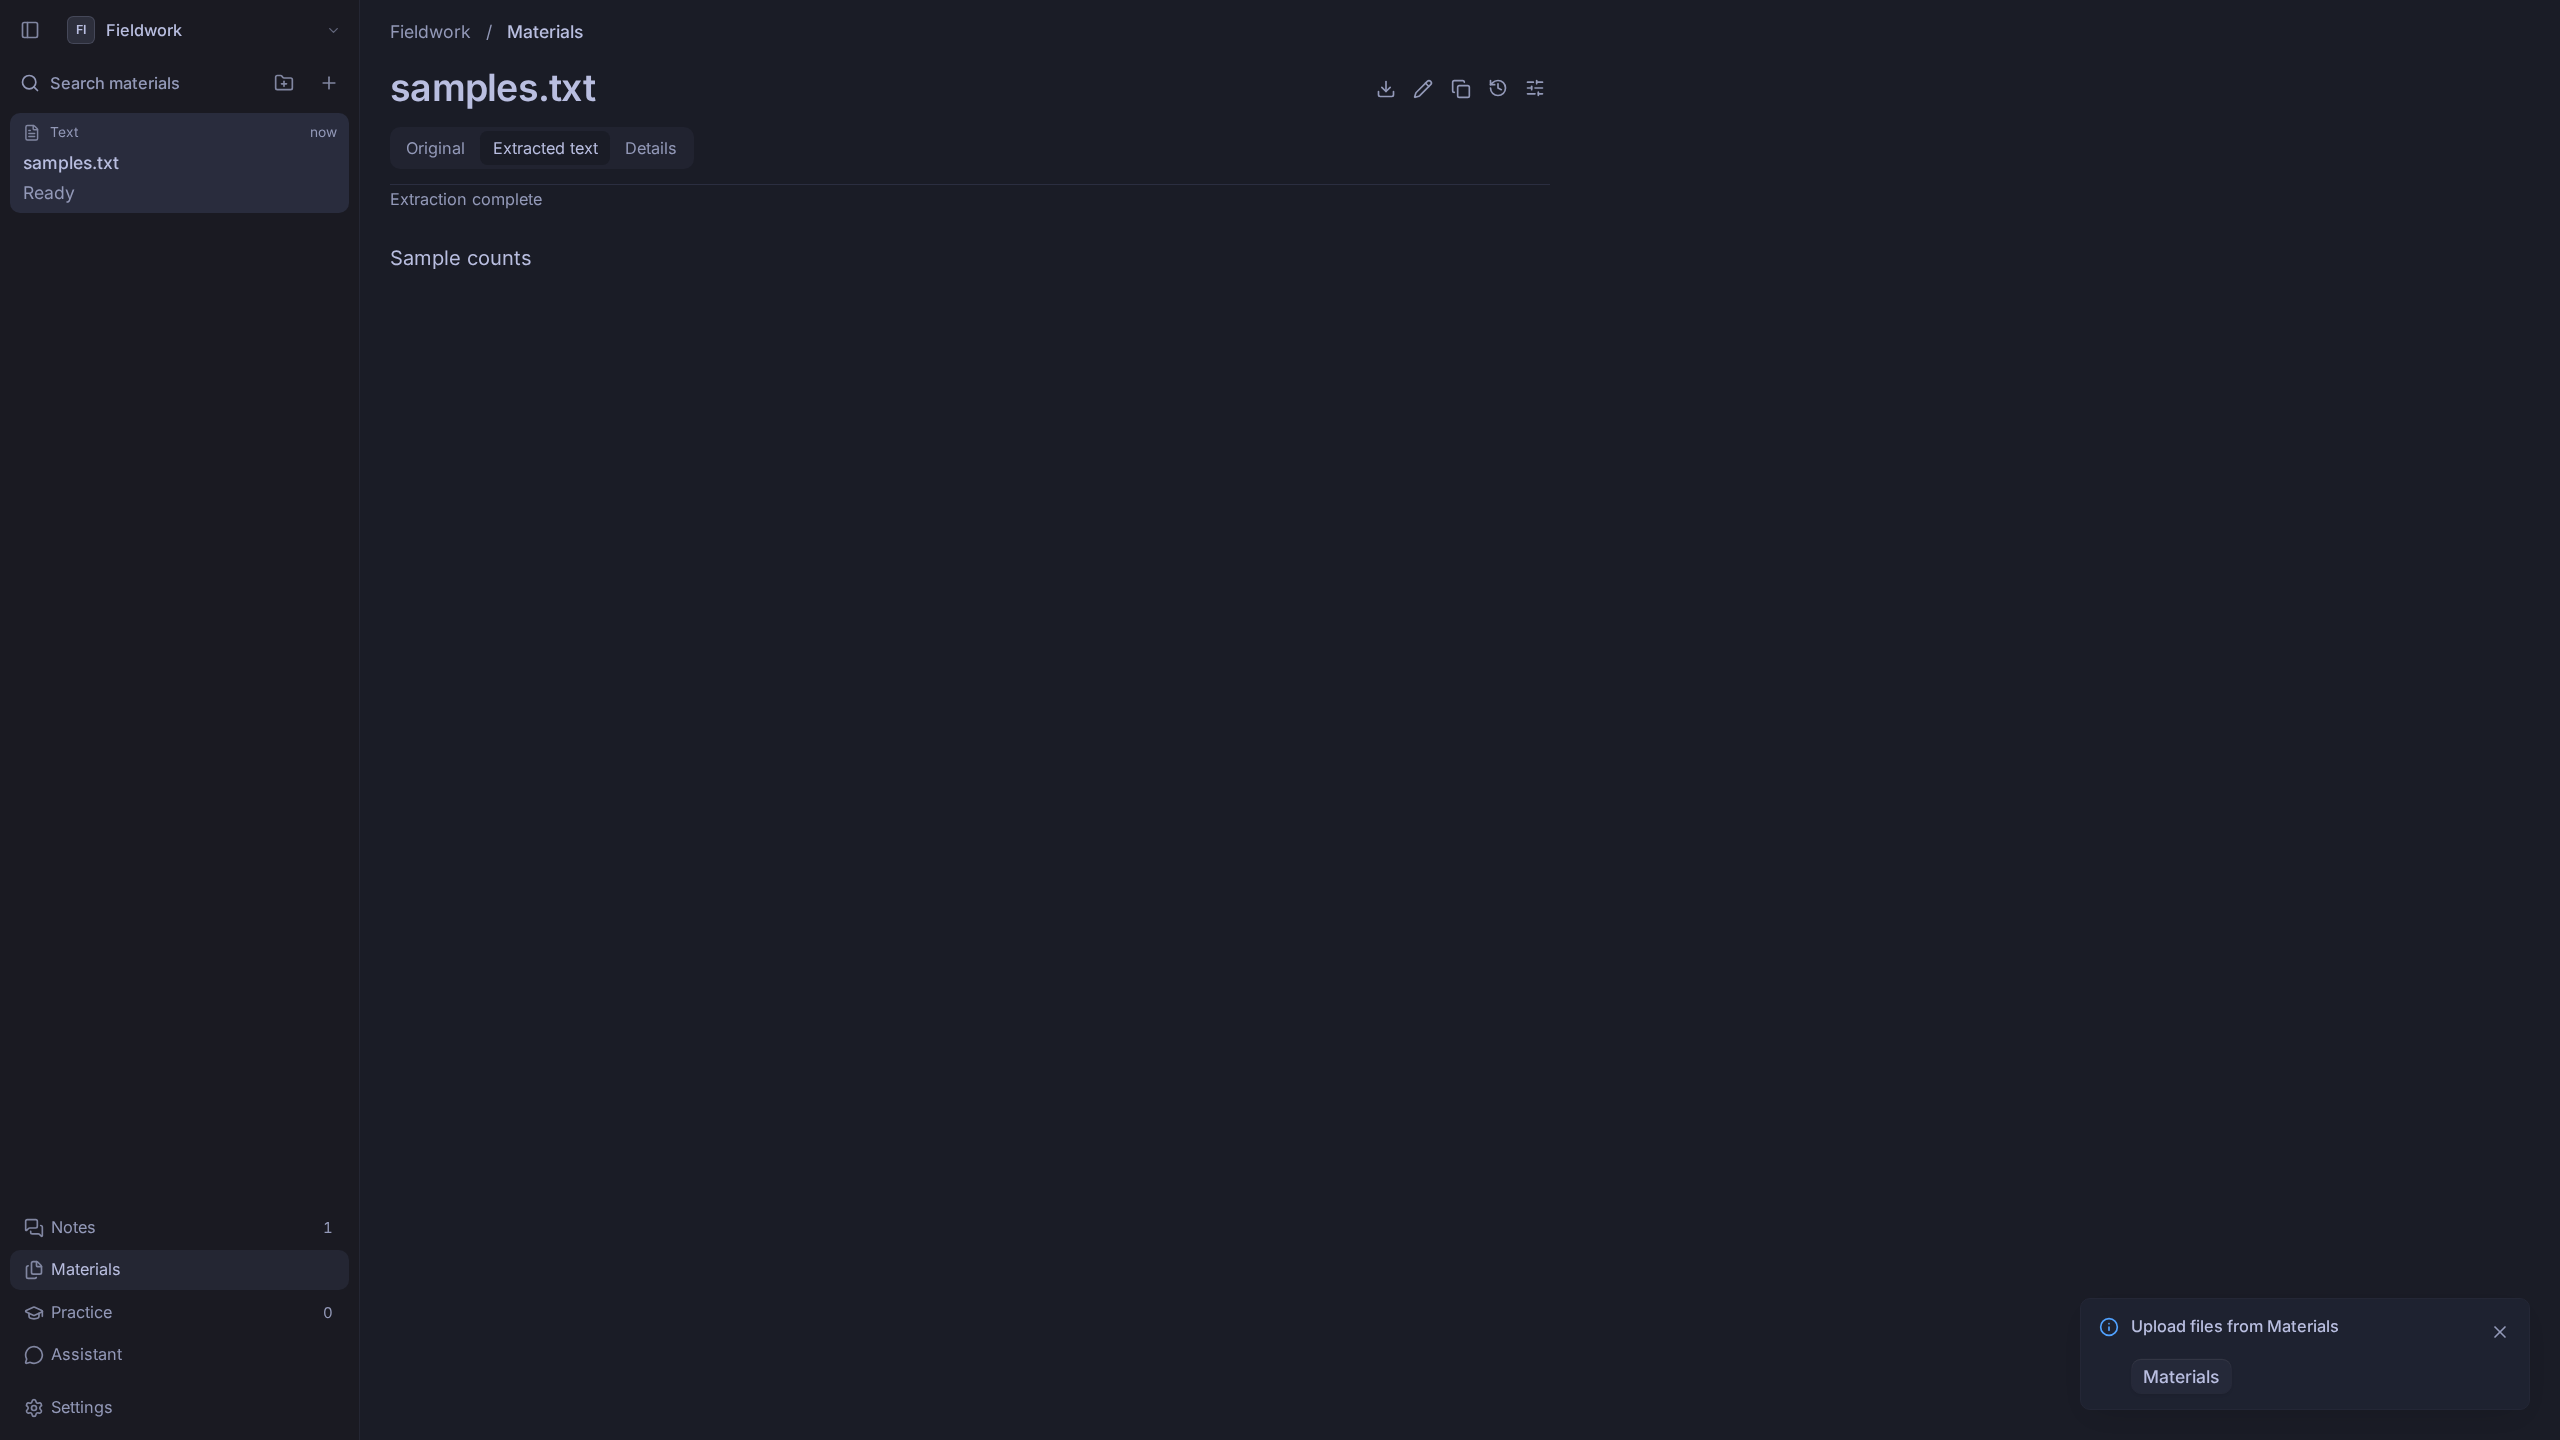 FI Fieldwork
Search materials
Text now
samples.txt
Ready
Notes 1
Materials
Practice 0
Assistant
Settings
Fieldwork / Materials
samples.txt
Original Extracted text Details
Extraction complete
Sample counts
Upload files from Materials
Materials